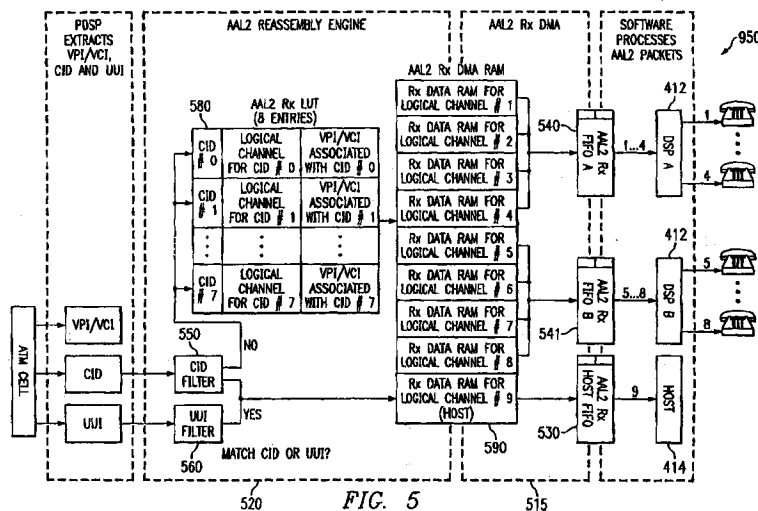 PDSP
EXTRACTS
VPI/VCI,
CID AND UUI
AAL2 REASSEMBLY ENGINE
AAL2 Rx DMA
SOFTWARE
PROCESSES
AAL2 PACKETS
950
580
AAL2 Rx LUT
(8 ENTRIES)
CID
# 0
LOGICAL
CHANNEL
FOR CID # 0
VPI/VCI
ASSOCIATED
WITH CID # 0
CID
# 1
LOGICAL
CHANNEL
FOR CID # 1
VPI/VCI
ASSOCIATED
WITH CID # 1
CID
# 7
LOGICAL
CHANNEL
FOR CID # 7
VPI/VCI
ASSOCIATED
WITH CID # 7
AAL2 Rx DMA RAM
Rx DATA RAM FOR
LOGICAL CHANNEL # 1
Rx DATA RAM FOR
LOGICAL CHANNEL # 2
Rx DATA RAM FOR
LOGICAL CHANNEL # 3
Rx DATA RAM FOR
LOGICAL CHANNEL # 4
Rx DATA RAM FOR
LOGICAL CHANNEL # 5
Rx DATA RAM FOR
LOGICAL CHANNEL # 6
Rx DATA RAM FOR
LOGICAL CHANNEL # 7
Rx DATA RAM FOR
LOGICAL CHANNEL # 8
Rx DATA RAM FOR
LOGICAL CHANNEL # 9
(HOST)
590
540
AAL2 Rx
FIFO A
1...4
412
DSP A
1
4
AAL2 Rx
FIFO B
541
5...8
412
DSP B
5
8
AAL2 Rx
HOST FIFO
530
9
HOST
414
ATM CELL
VPI/VCI
CID
UUI
550
NO
CID
FILTER
YES
UUI
FILTER
560
MATCH CID OR UUI?
520
FIG. 5
515